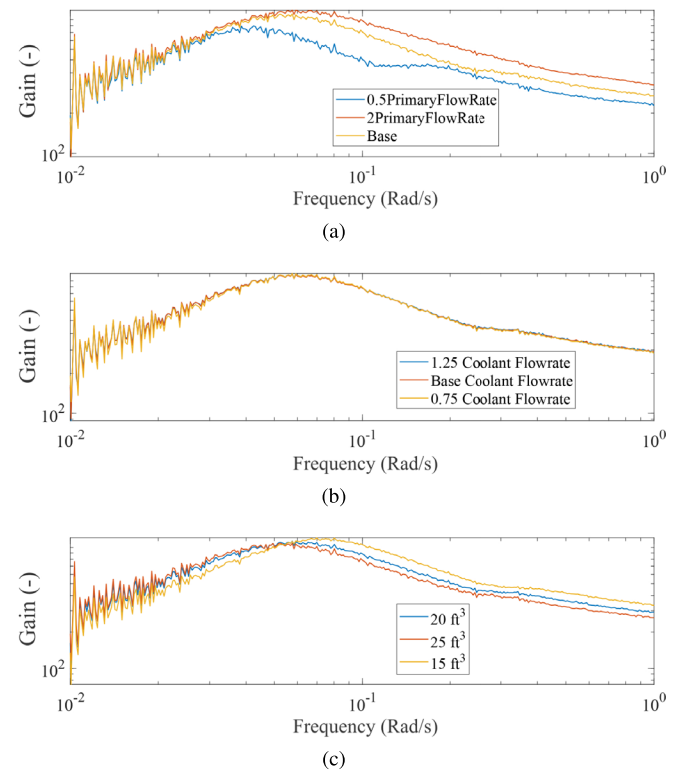 Gain (-)
0.5PrimaryFlowRate
2PrimaryFlowRate
Base
10^2
10^-2
10^-1
10^0
Frequency (Rad/s)
(a)
Gain (-)
1.25 Coolant Flowrate
Base Coolant Flowrate
0.75 Coolant Flowrate
10^2
10^-2
10^-1
10^0
Frequency (Rad/s)
(b)
Gain (-)
20 ft^3
25 ft^3
15 ft^3
10^2
10^-2
10^-1
10^0
Frequency (Rad/s)
(c)